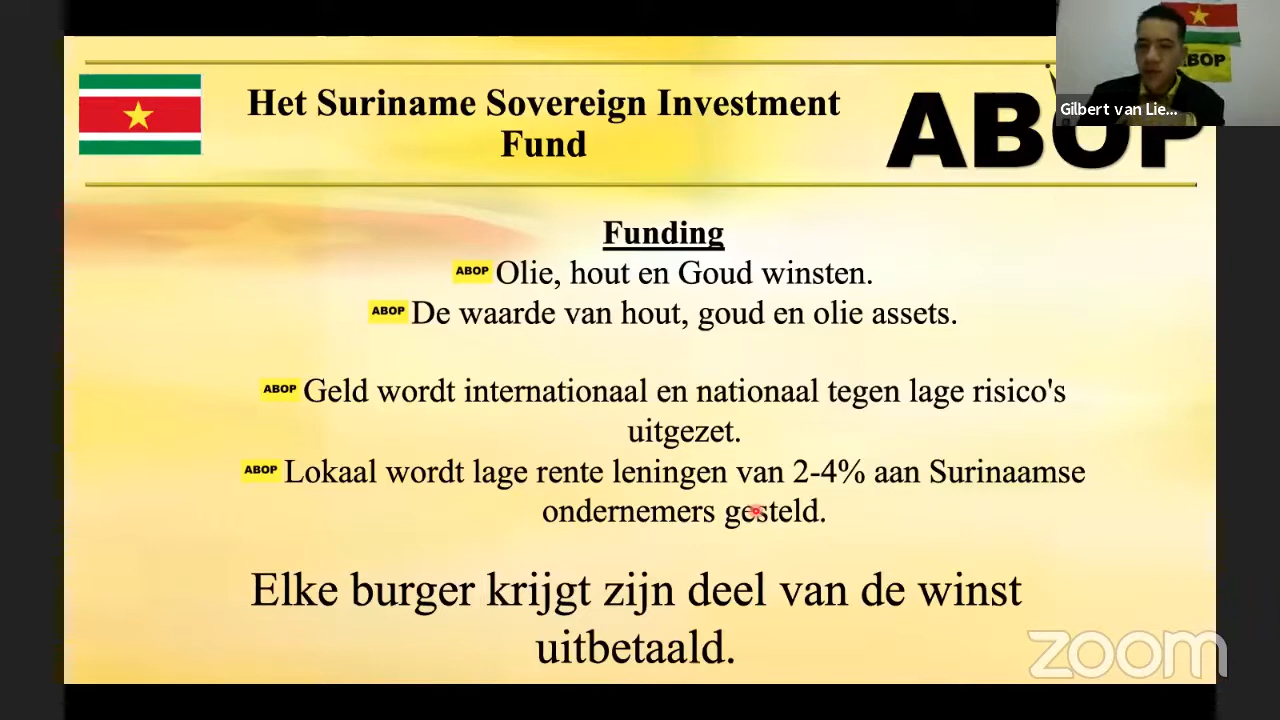 Het Suriname Sovereign Investment
Fund
ABOP
ABOP
Gilbert van Lie...
Funding
ABOP Olie, hout en Goud winsten.
ABOP De waarde van hout, goud en olie assets.
ABOP Geld wordt internationaal en nationaal tegen lage risico's
uitgezet.
ABOP Lokaal wordt lage rente leningen van 2-4% aan Surinaamse
ondernemers gesteld.
Elke burger krijgt zijn deel van de winst
uitbetaald.
zoom